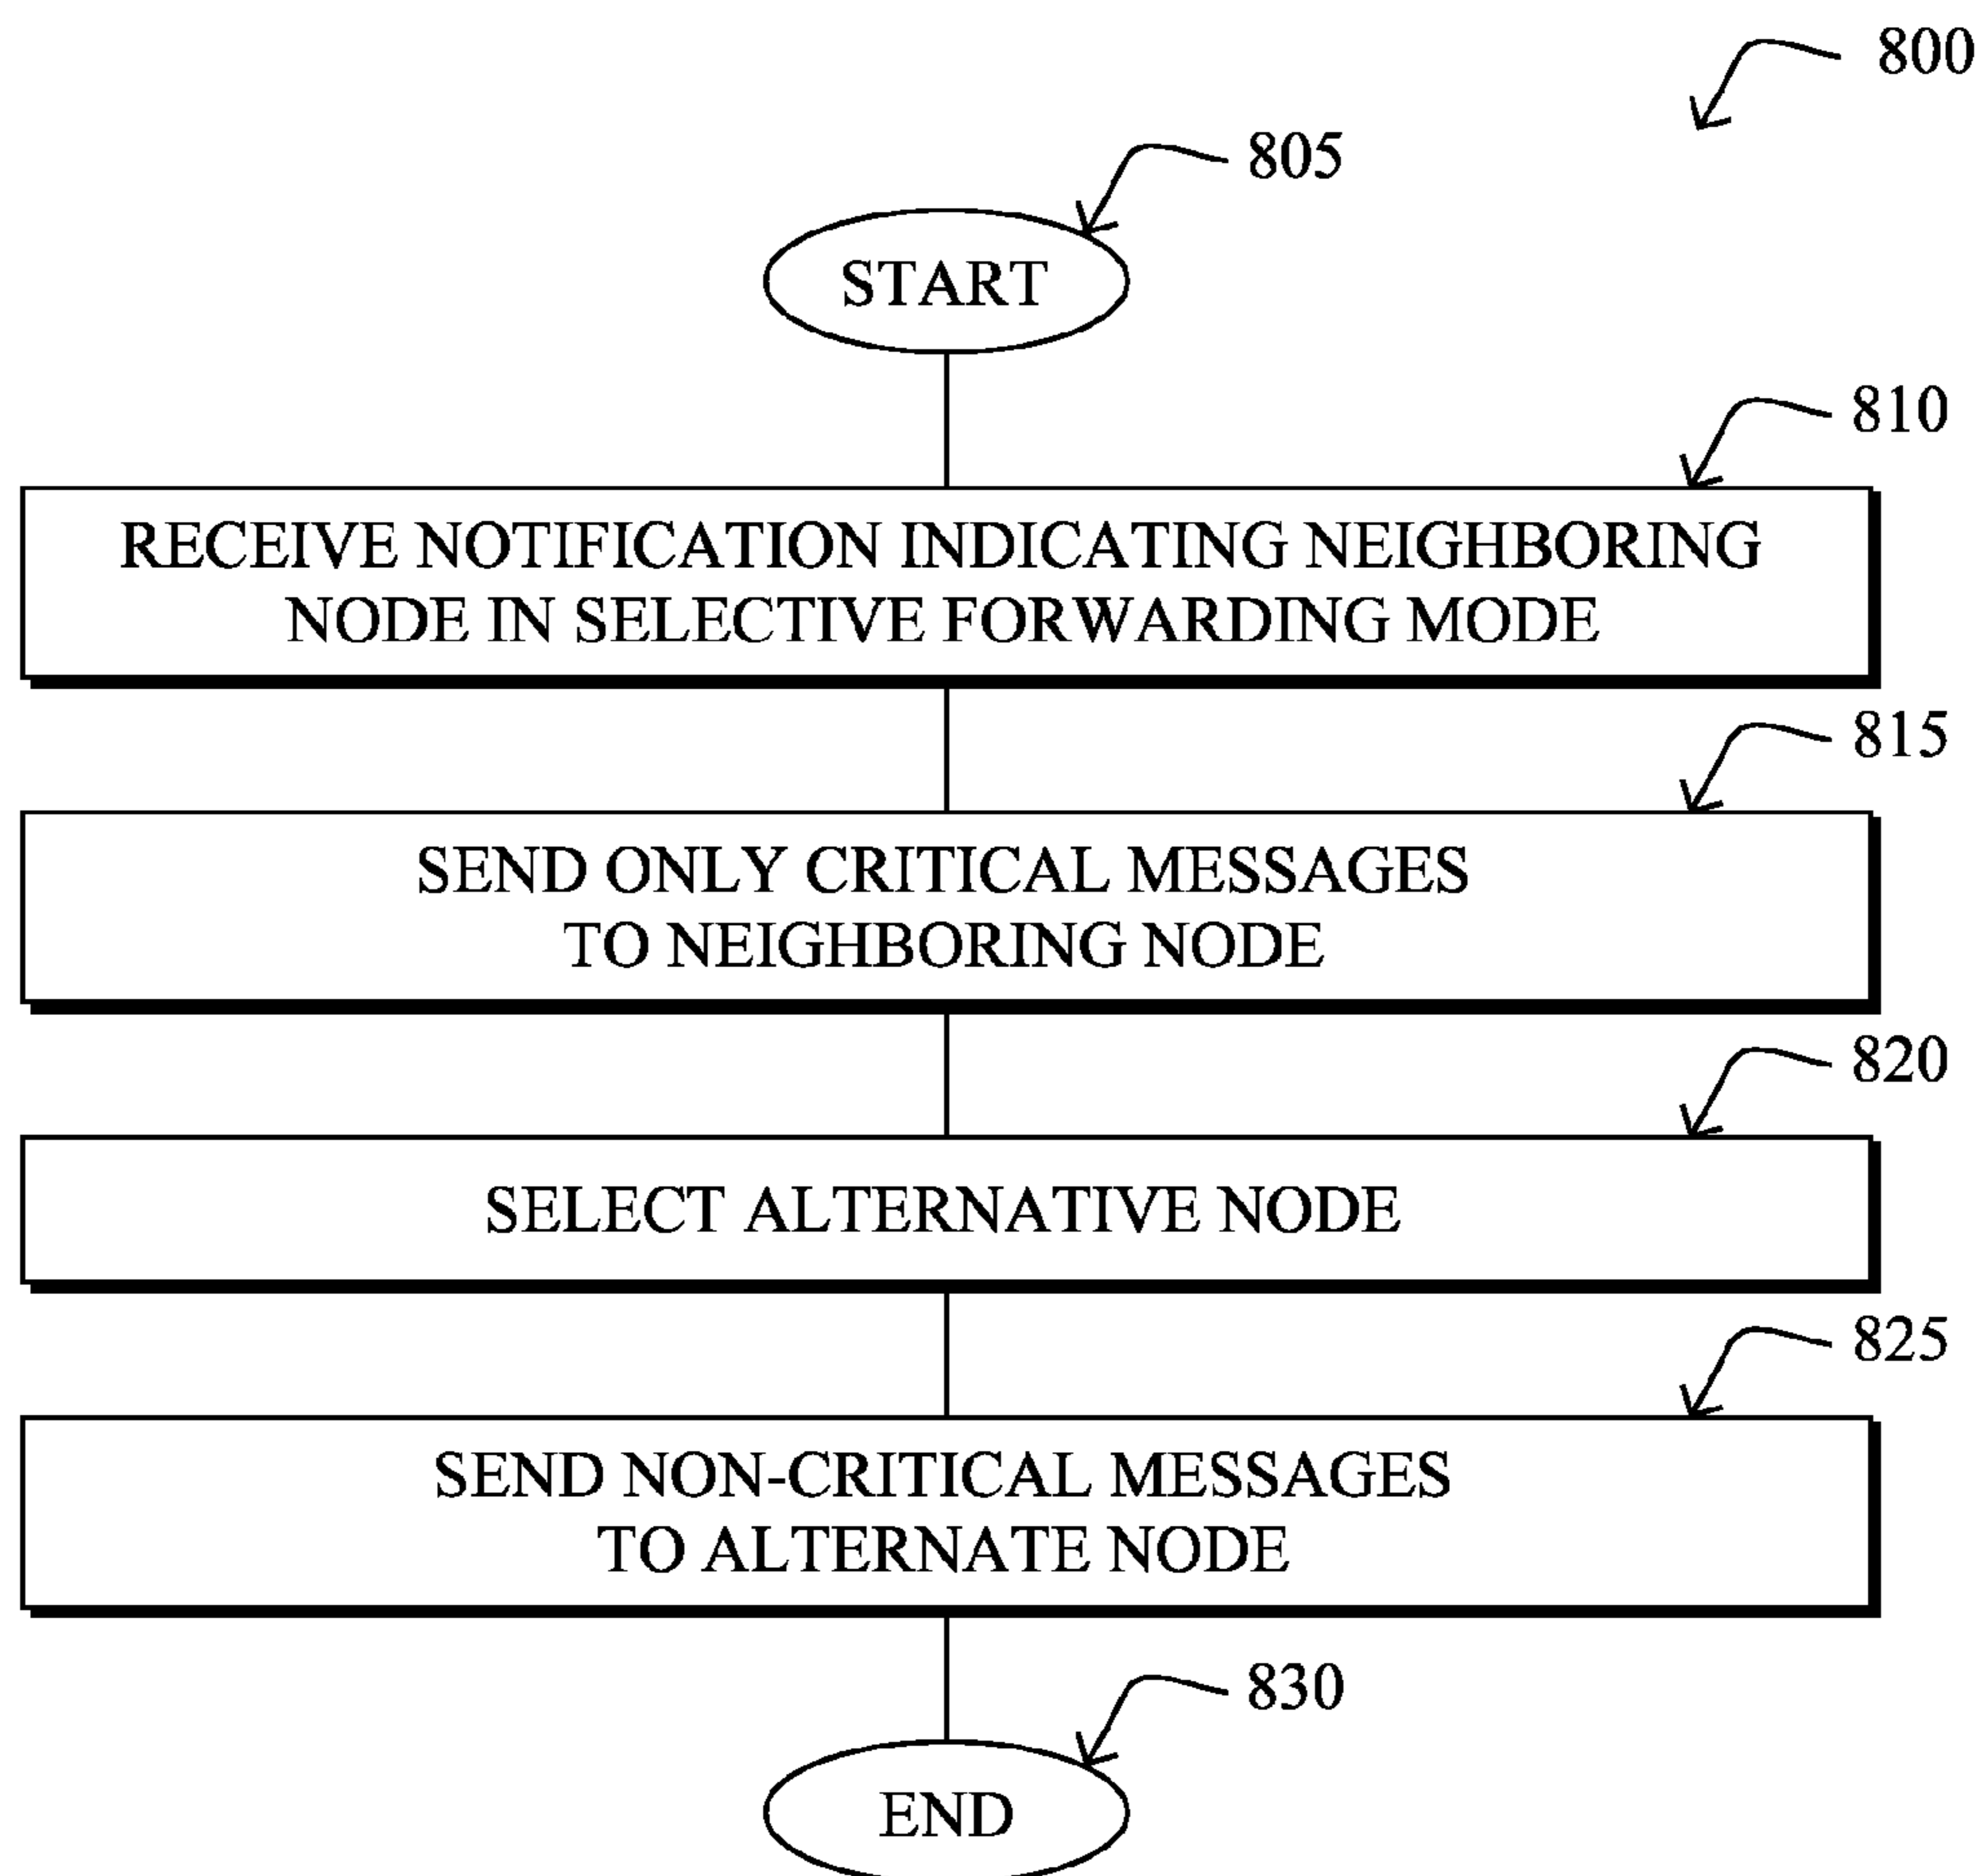 800
805
START
810
RECEIVE NOTIFICATION INDICATING NEIGHBORING
NODE IN SELECTIVE FORWARDING MODE
815
SEND ONLY CRITICAL MESSAGES
TO NEIGHBORING NODE
820
SELECT ALTERNATIVE NODE
825
SEND NON-CRITICAL MESSAGES
TO ALTERNATE NODE
830
END